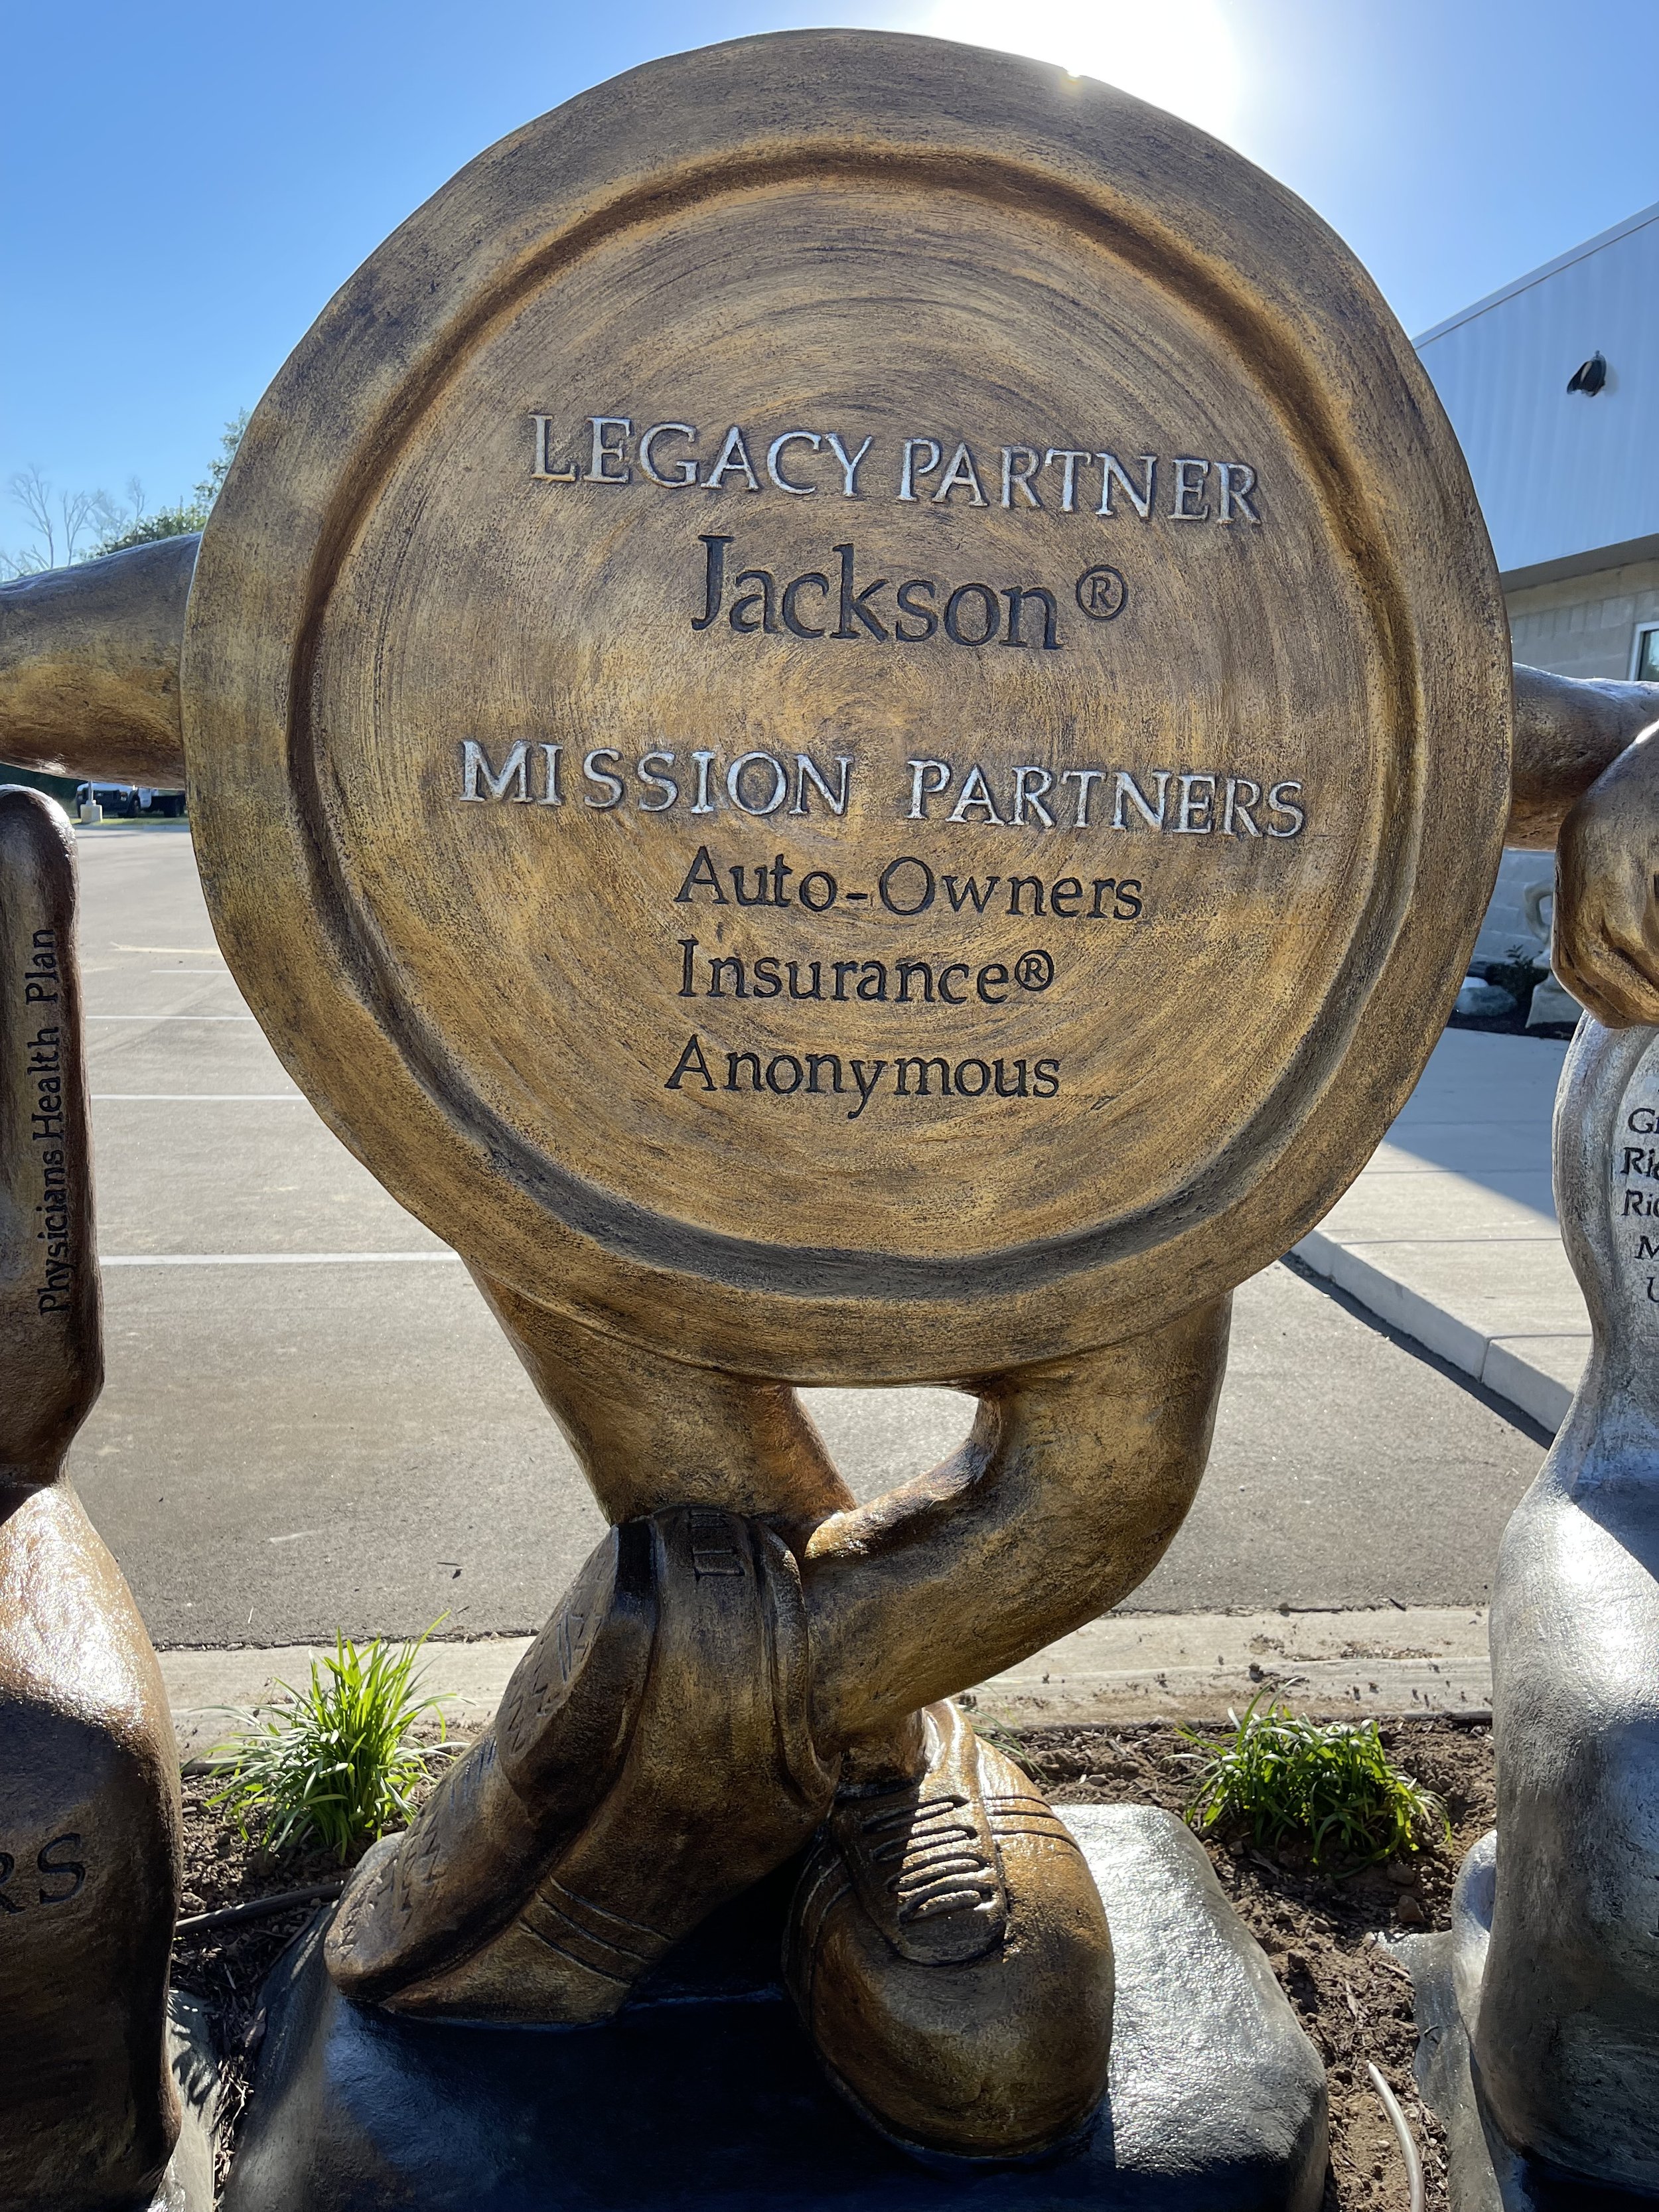 LEGACY PARTNER
Jackson®
MISSION PARTNERS
Auto-Owners
Insurance®
Anonymous
Physicians Health Plan